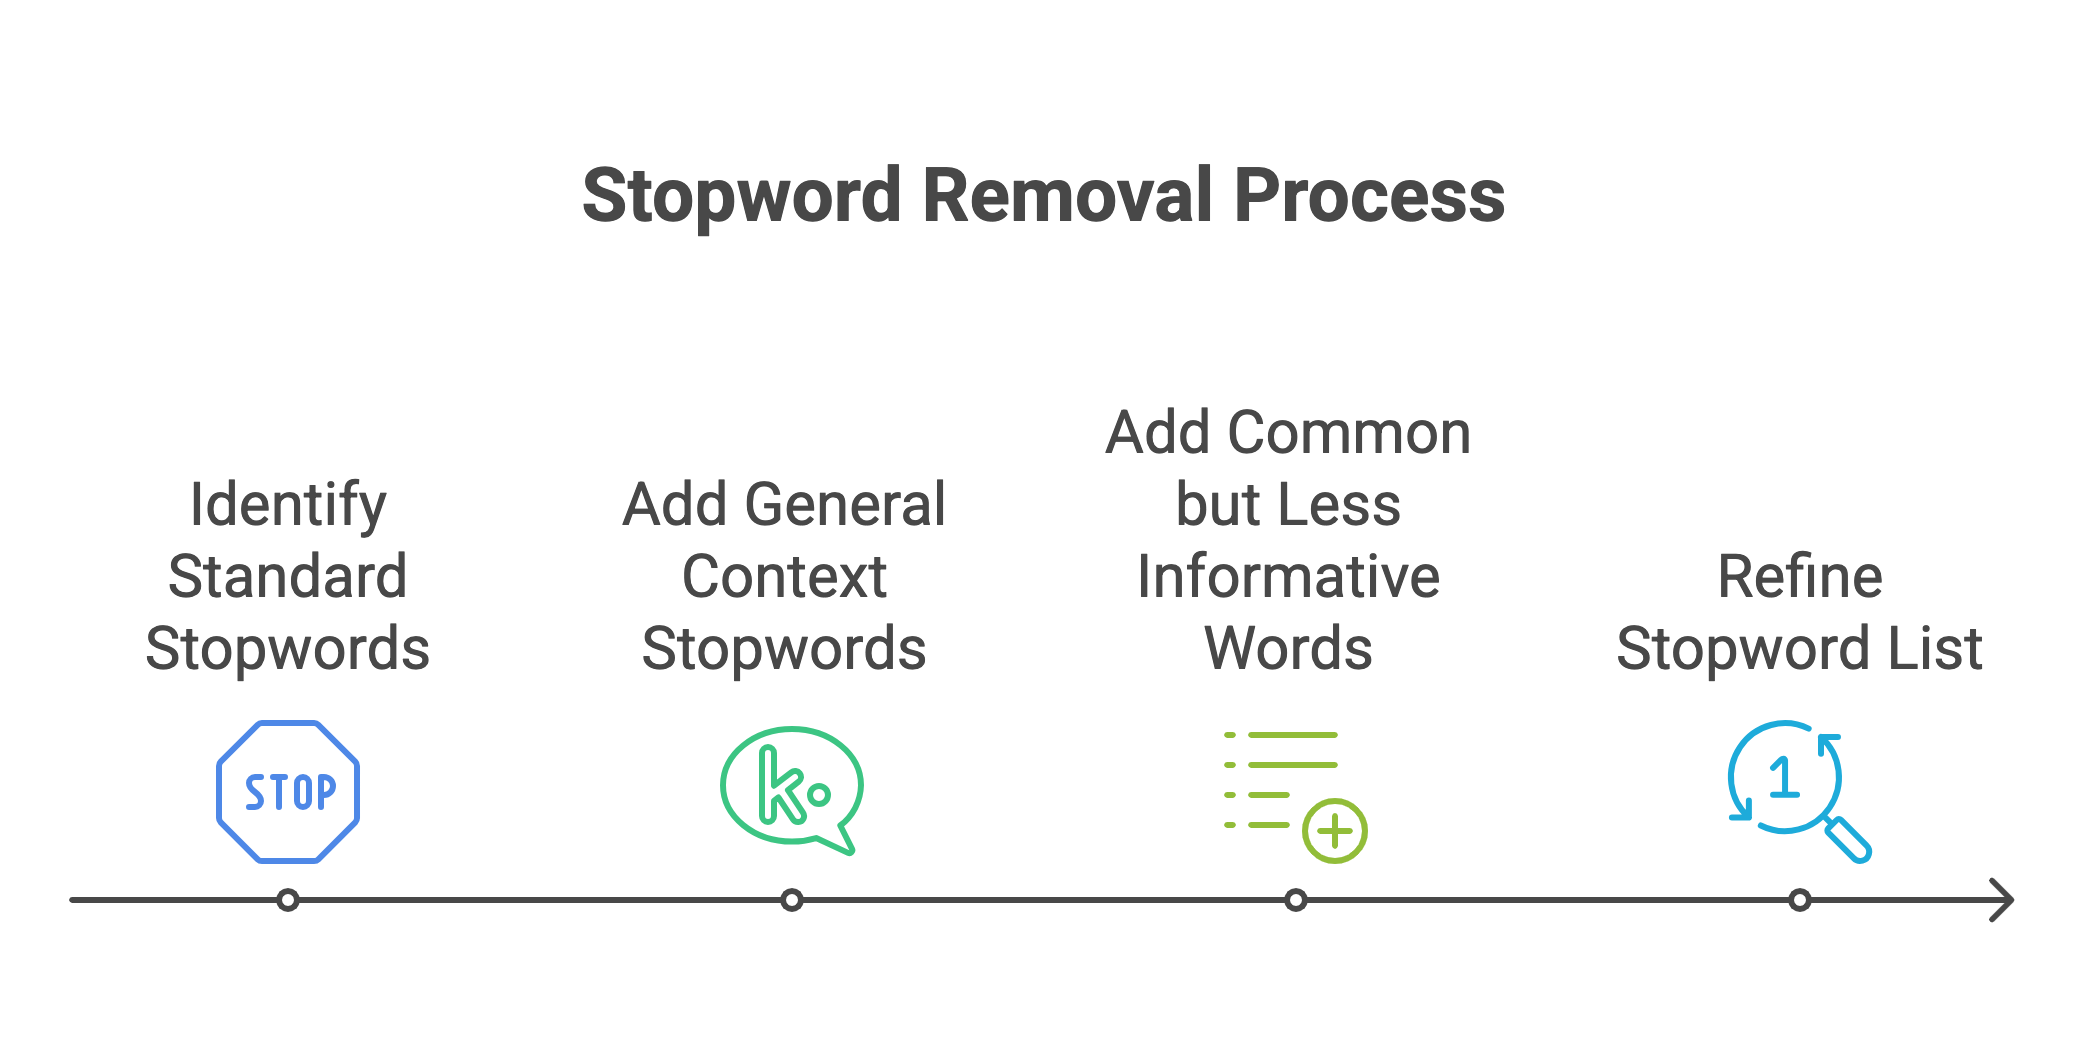 Stopword Removal Process
Identify
Standard
Stopwords
Add General
Context
Stopwords
Add Common
but Less
Informative
Words
Refine
Stopword List
STOP
k.
1